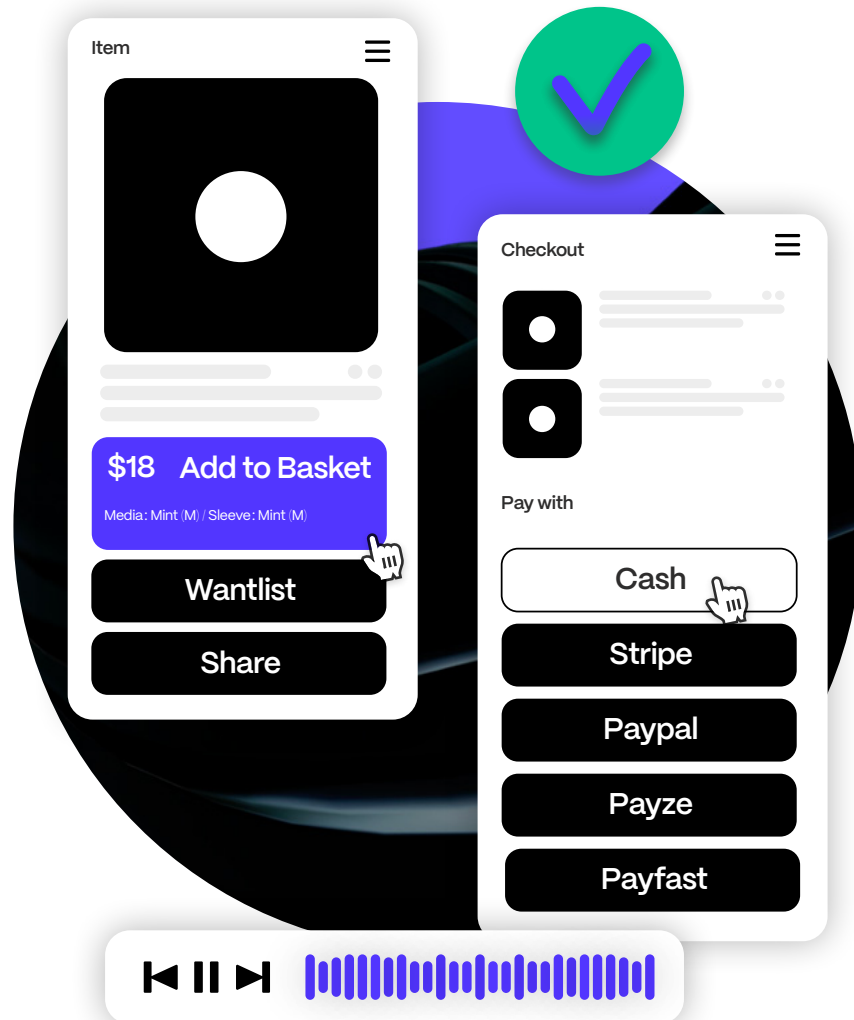 Item
$18 Add to Basket
Media: Mint (M) / Sleeve: Mint (M)
Wantlist
Share
Checkout
Pay with
Cash
Stripe
Paypal
Payze
Payfast